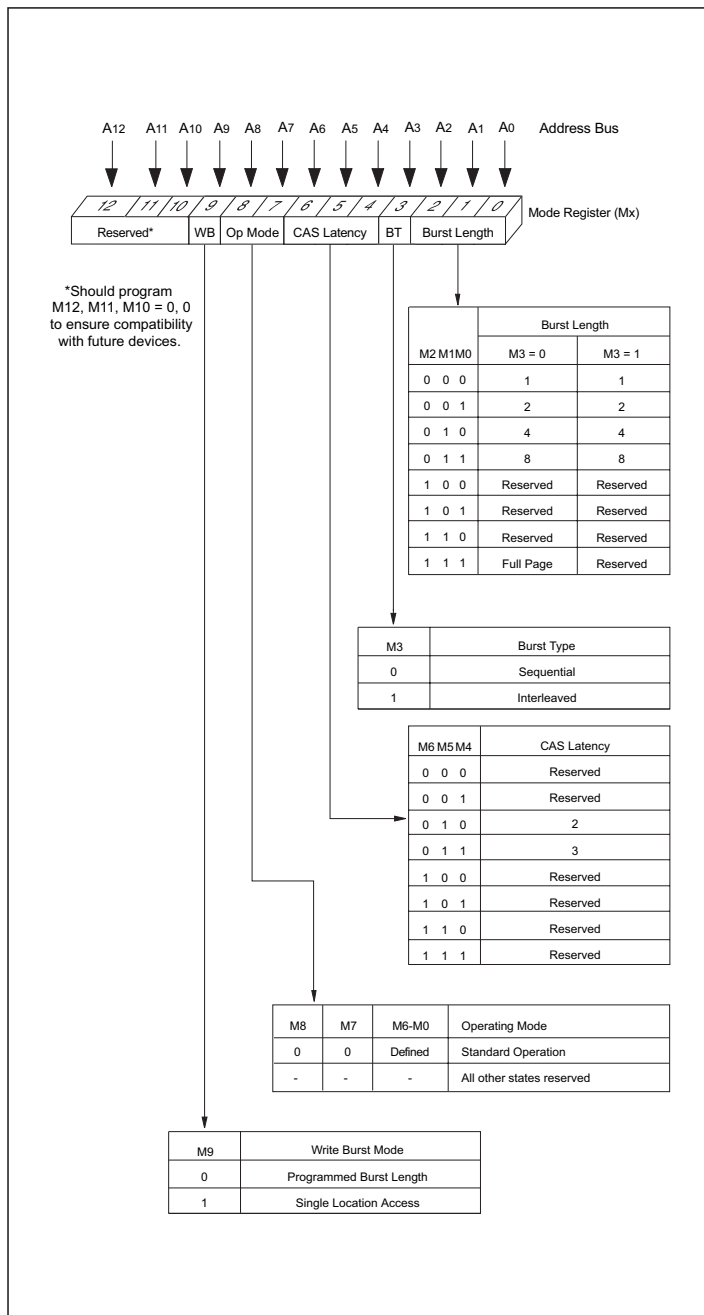 A12 A11 A10 A9 A8 A7 A6 A5 A4 A3 A2 A1 A0 Address Bus
12 11 10 9 8 7 6 5 4 3 2 1 0 Mode Register (Mx)
Reserved* WB Op Mode CAS Latency BT Burst Length
*Should program
M12, M11, M10 = 0, 0
to ensure compatibility
with future devices.
Burst Length
M2 M1M0 M3 = 0 M3 = 1
0 0 0 1 1
0 0 1 2 2
0 1 0 4 4
0 1 1 8 8
1 0 0 Reserved Reserved
1 0 1 Reserved Reserved
1 1 0 Reserved Reserved
1 1 1 Full Page Reserved
M3 Burst Type
0 Sequential
1 Interleaved
M6 M5 M4 CAS Latency
0 0 0 Reserved
0 0 1 Reserved
0 1 0 2
0 1 1 3
1 0 0 Reserved
1 0 1 Reserved
1 1 0 Reserved
1 1 1 Reserved
M8 M7 M6-M0 Operating Mode
0 0 Defined Standard Operation
- - - All other states reserved
M9 Write Burst Mode
0 Programmed Burst Length
1 Single Location Access